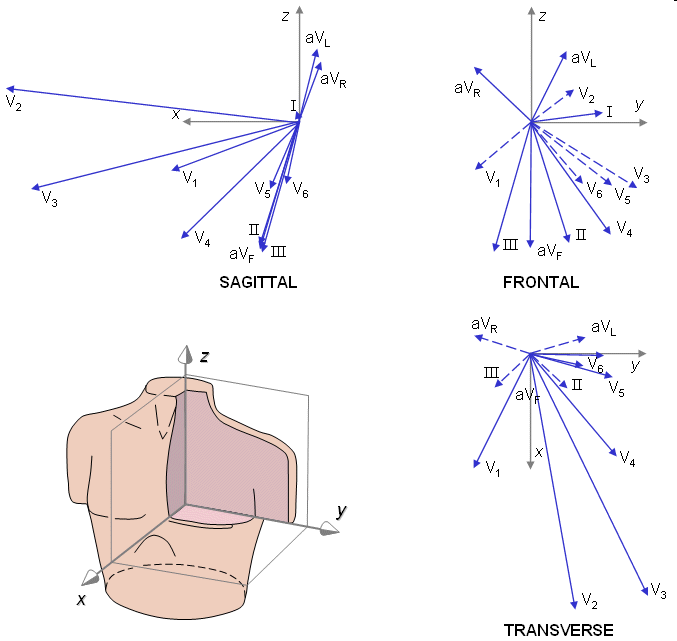 z
aVL
aVR
I
x
V2
V1
V3
V5
V6
V4
II
aVF
III
SAGITTAL
z
aVL
aVR
V2
I
y
V1
V3
V6
V5
V4
III
II
aVF
FRONTAL
aVR
aVL
y
V6
III
II
V5
aVF
x
V4
V1
V3
V2
TRANSVERSE
z
y
x